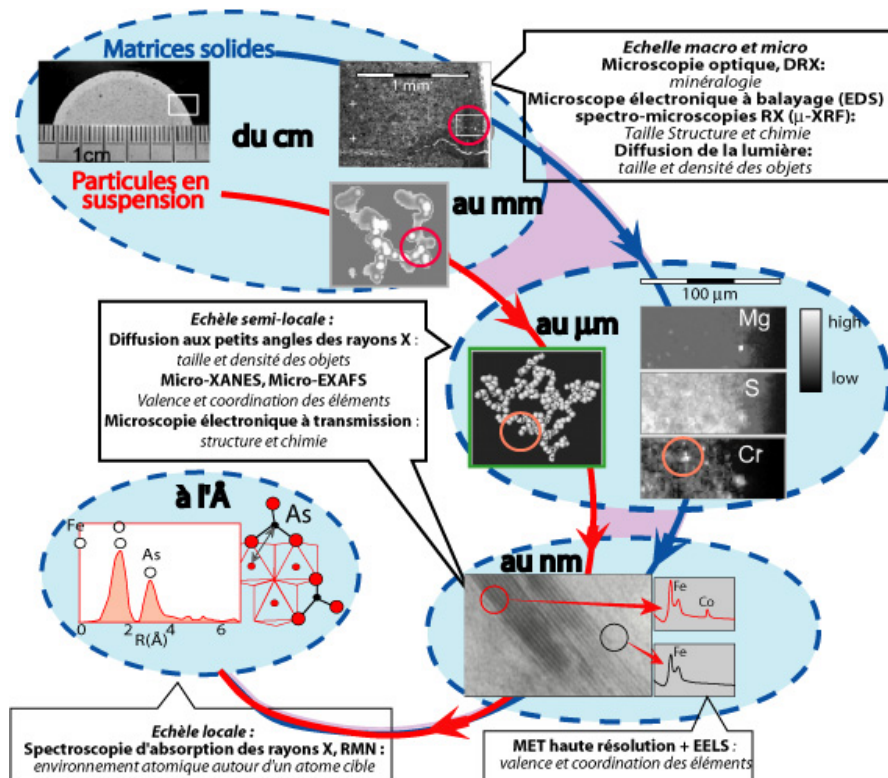 Matrices solides
1cm
du cm
1 mm
Particules en
suspension
au mm
Echelle macro et micro
Microscopie optique, DRX:
minéralogie
Microscope électronique à balayage (EDS)
spectro-microscopies RX (µ-XRF):
Taille Structure et chimie
Diffusion de la lumière:
taille et densité des objets
Echèle semi-locale :
Diffusion aux petits angles des rayons X :
taille et densité des objets
Micro-XANES, Micro-EXAFS
Valence et coordination des éléments
Microscopie électronique à transmission :
structure et chimie
au µm
100 µm
Mg
S
Cr
high
low
à l'Å
Fe
As
As
0 2 4 6
R(Å)
au nm
Fe
Co
Fe
Echèle locale :
Spectroscopie d'absorption des rayons X, RMN :
environement atomique autour d'un atome cible
MET haute résolution + EELS :
valence et coordination des éléments